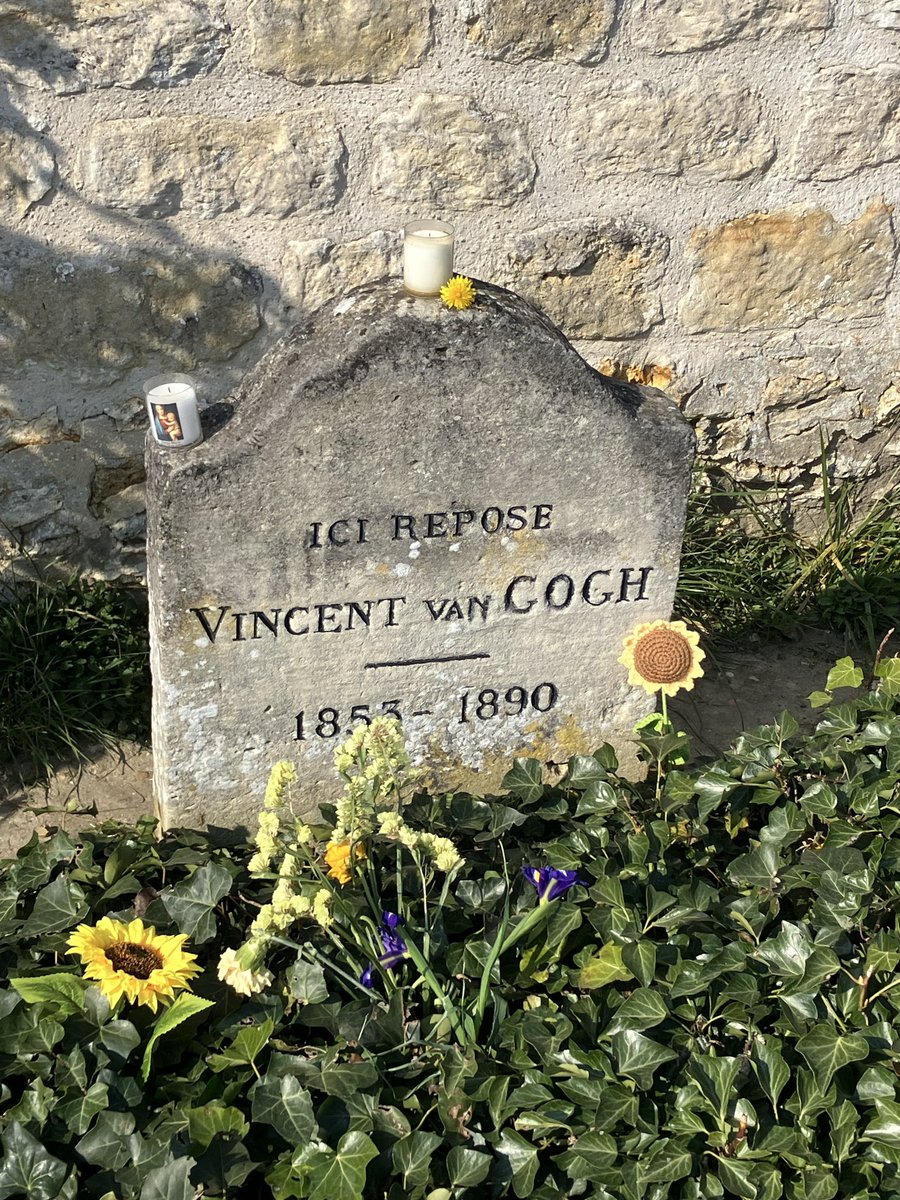 ICI REPOSE
VINCENT VAN GOGH
1853 - 1890